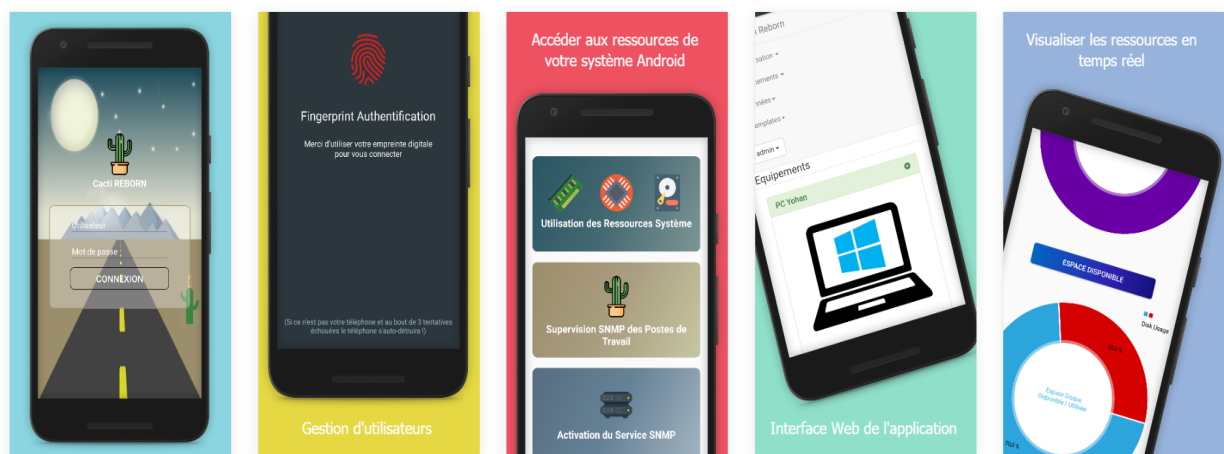 Cacti REBORN
Utilisateur
Mot de passe :
CONNEXION
Fingerprint Authentification
Merci d'utiliser votre empreinte digitale
pour vous connecter
(Si ce n'est pas votre téléphone et au bout de 3 tentatives
échouées le téléphone s'auto-détruira !)
Gestion d'utilisateurs
Accéder aux ressources de
votre système Android
Utilisation des Ressources Système
Supervision SNMP des Postes de
Travail
Activation du Service SNMP
Reborn
admin
Equipements
PC Yohan
Interface Web de l'application
Visualiser les ressources en
temps réel
ESPACE DISPONIBLE
Disk Usage
Espace Disque
Disponible / Utilisée